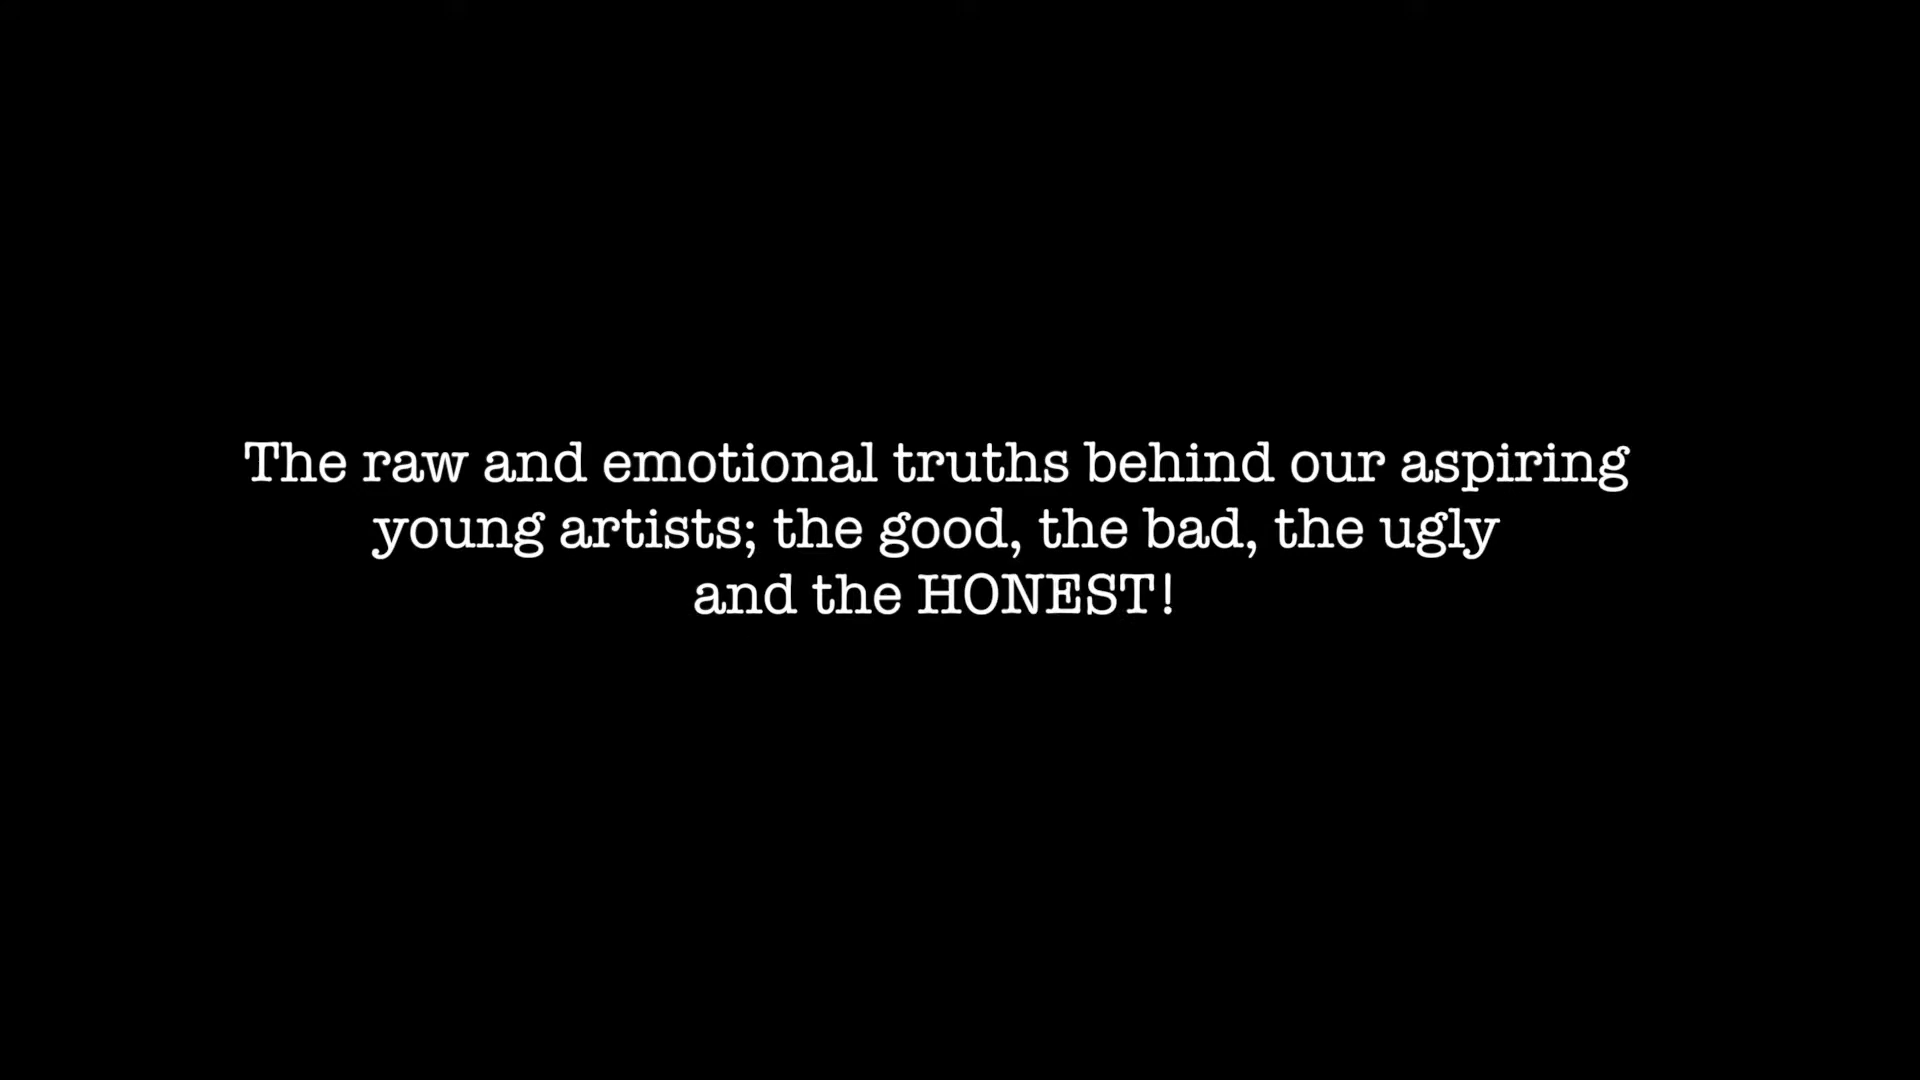 The raw and emotional truths behind our aspiring
young artists; the good, the bad, the ugly
and the HONEST!